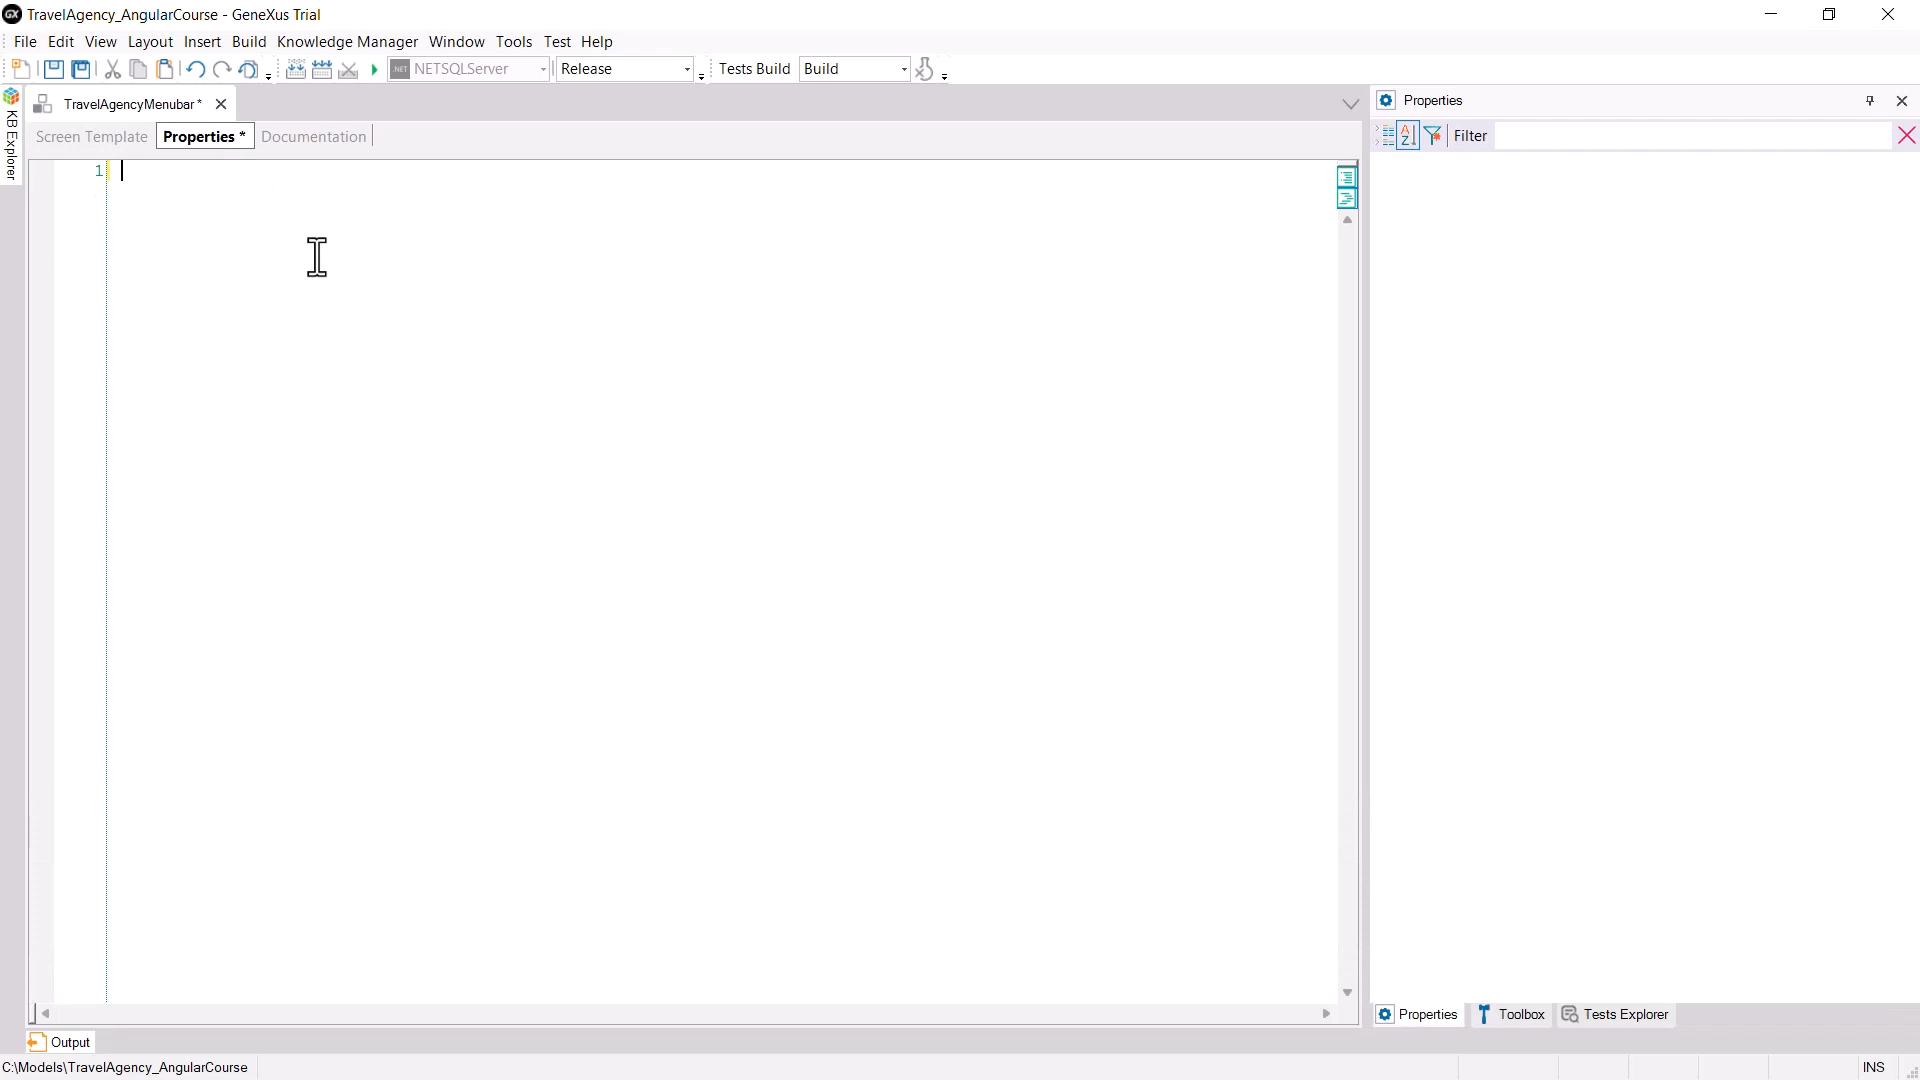 TravelAgency_AngularCourse - GeneXus Trial
File Edit View Layout Insert Build Knowledge Manager Window Tools Test Help
.NET NETSQLServer Release Tests Build Build
KB Explorer
TravelAgencyMenubar *
Properties
Screen Template Properties * Documentation
Filter
1
Properties Toolbox Tests Explorer
Output
C:\Models\TravelAgency_AngularCourse
INS